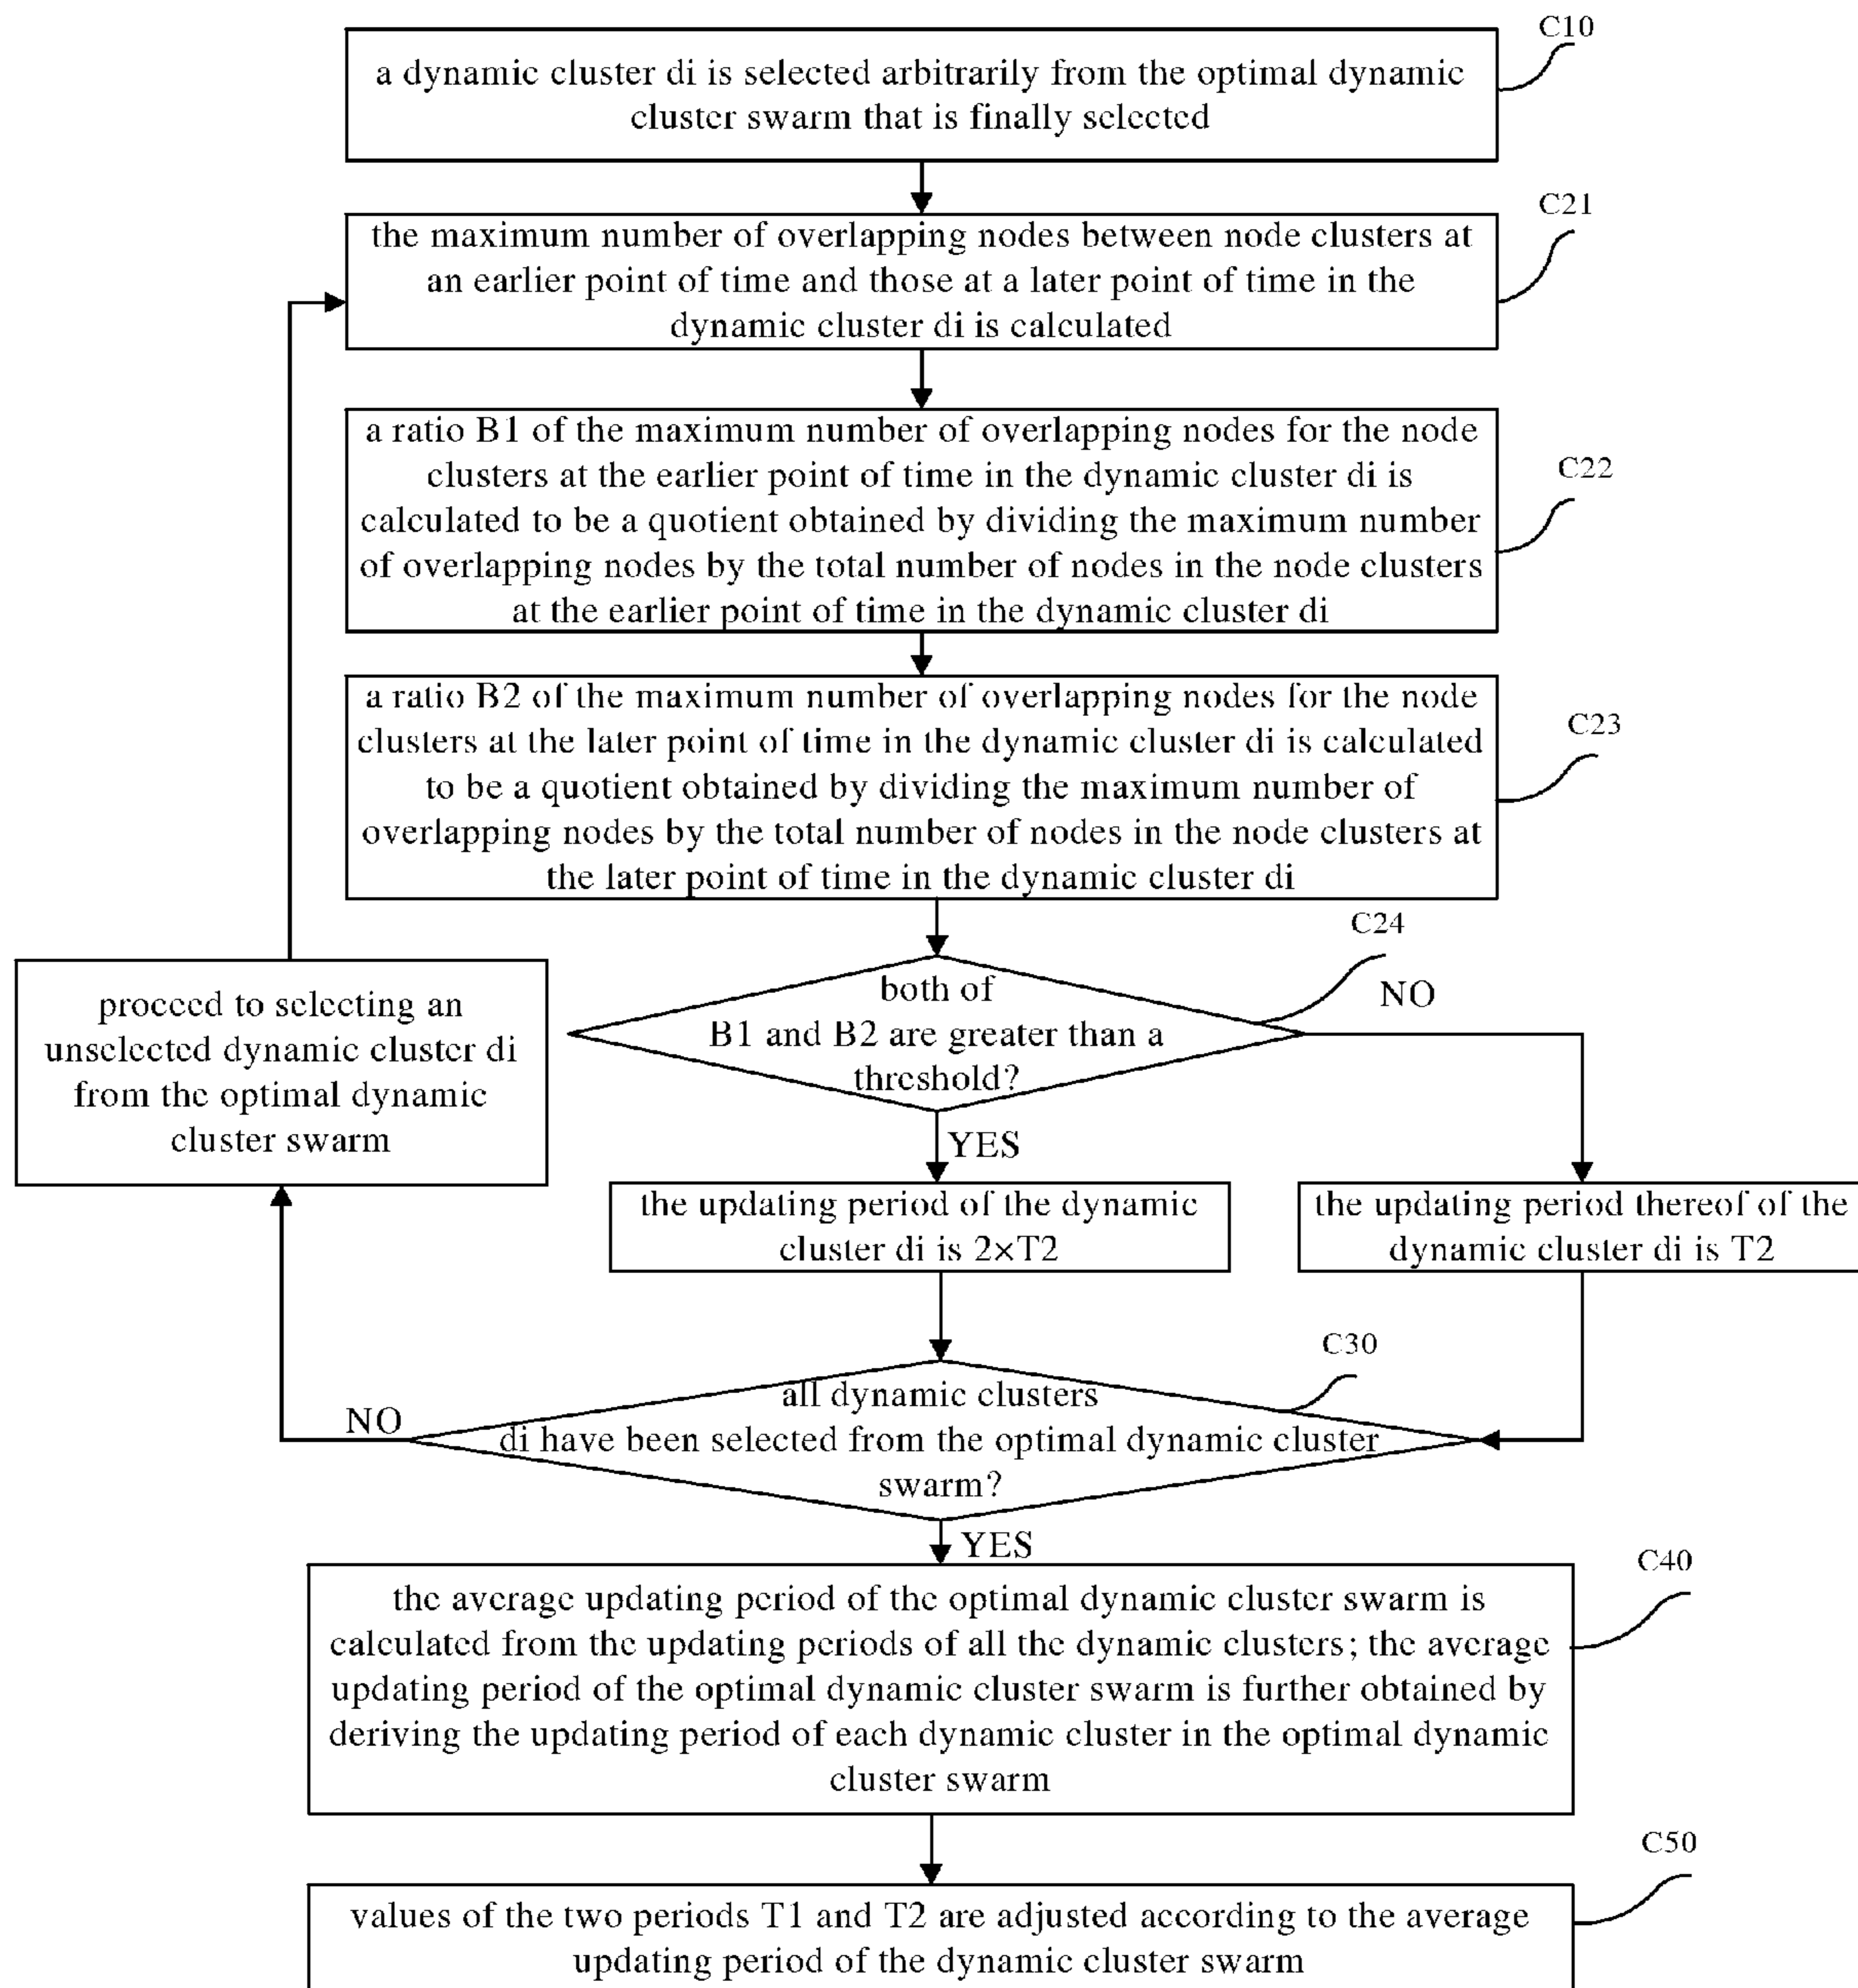 C10
a dynamic cluster di is selected arbitrarily from the optimal dynamic
cluster swarm that is finally selected
C21
the maximum number of overlapping nodes between node clusters at
an earlier point of time and those at a later point of time in the
dynamic cluster di is calculated
C22
a ratio B1 of the maximum number of overlapping nodes for the node
clusters at the earlier point of time in the dynamic cluster di is
calculated to be a quotient obtained by dividing the maximum number
of overlapping nodes by the total number of nodes in the node clusters
at the earlier point of time in the dynamic cluster di
C23
a ratio B2 of the maximum number of overlapping nodes for the node
clusters at the later point of time in the dynamic cluster di is calculated
to be a quotient obtained by dividing the maximum number of
overlapping nodes by the total number of nodes in the node clusters at
the later point of time in the dynamic cluster di
C24
both of
B1 and B2 are greater than a
threshold?
NO
YES
proceed to selecting an
unselected dynamic cluster di
from the optimal dynamic
cluster swarm
the updating period of the dynamic
cluster di is 2×T2
the updating period thereof of the
dynamic cluster di is T2
C30
all dynamic clusters
di have been selected from the optimal dynamic cluster
swarm?
NO
YES
C40
the average updating period of the optimal dynamic cluster swarm is
calculated from the updating periods of all the dynamic clusters; the average
updating period of the optimal dynamic cluster swarm is further obtained by
deriving the updating period of each dynamic cluster in the optimal dynamic
cluster swarm
C50
values of the two periods T1 and T2 are adjusted according to the average
updating period of the dynamic cluster swarm